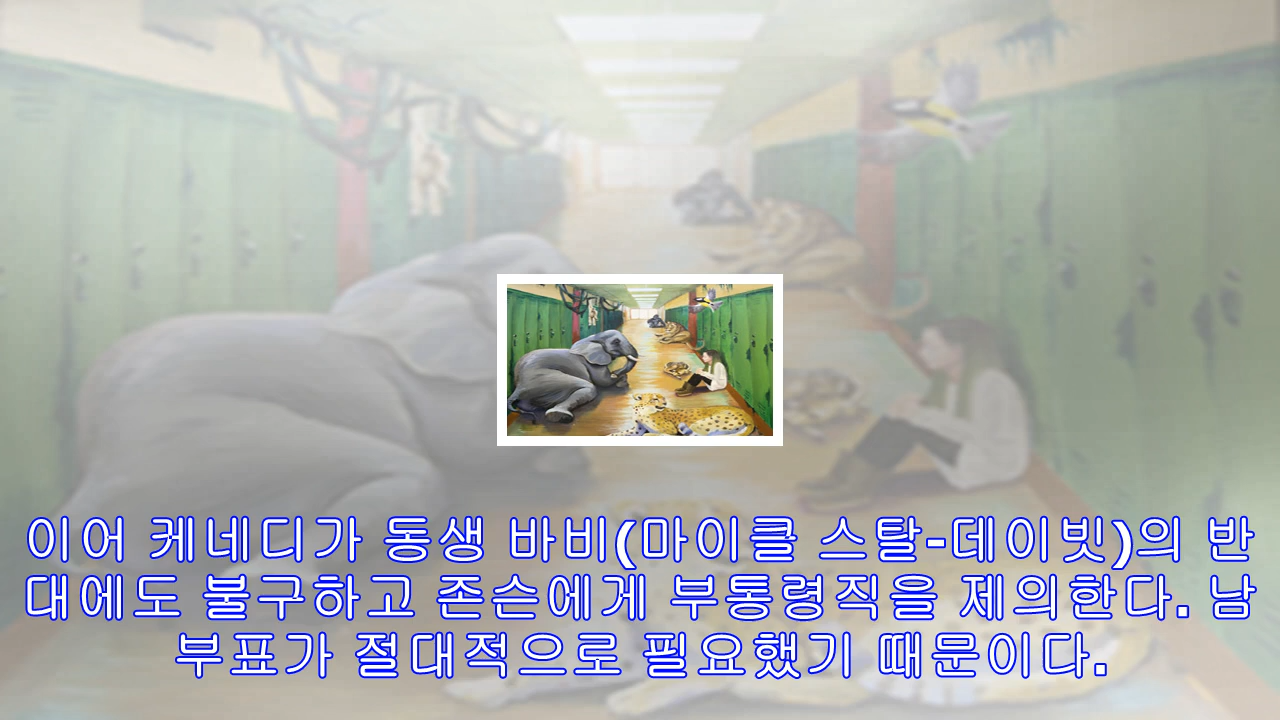 이어 케네디가 동생 바비(마이클 스탈-데이빗)의 반
대에도 불구하고 존슨에게 부통령직을 제의한다. 남
부표가 절대적으로 필요했기 때문이다.